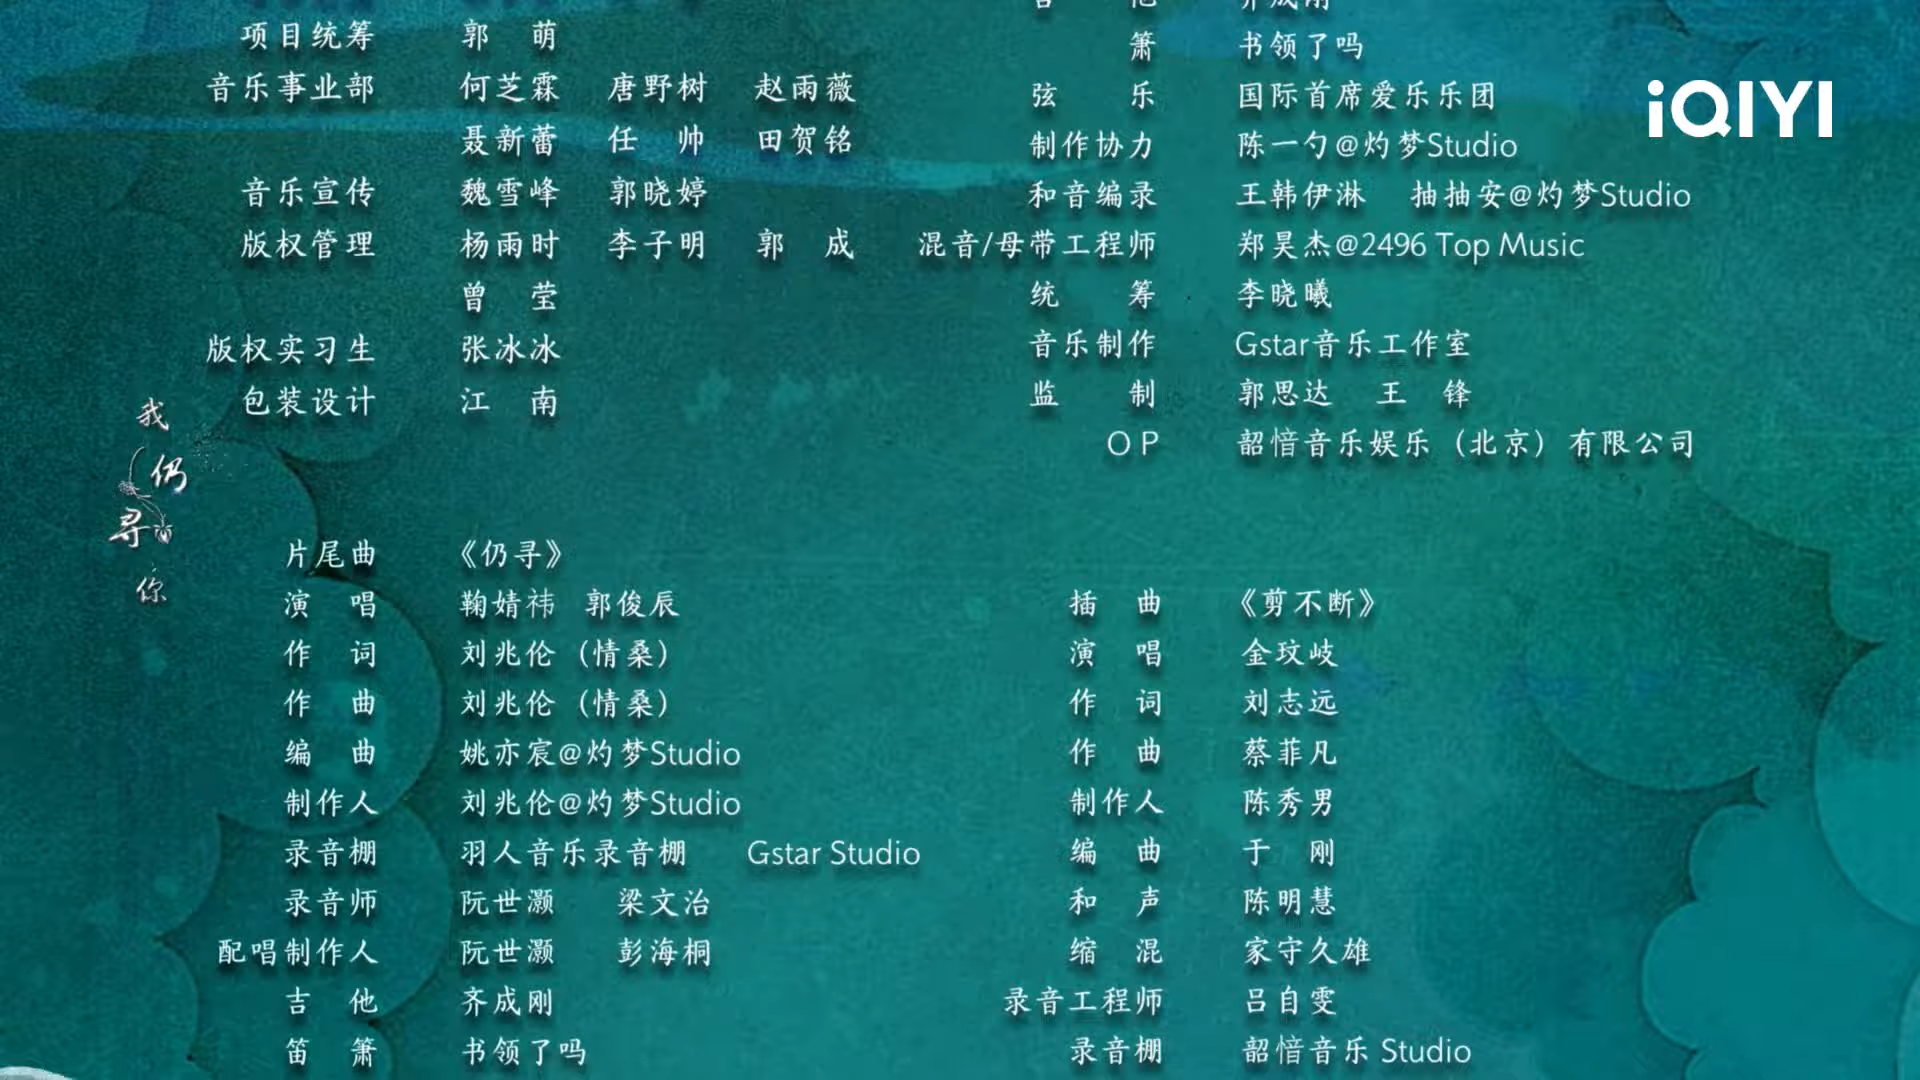 项目统筹 郭萌
音乐事业部 何芝霖 唐野树 赵雨薇
聂新蕾 任帅 田贺铭
音乐宣传 魏雪峰 郭晓婷
版权管理 杨雨时 李子明 郭成
曾莹
版权实习生 张冰冰
包装设计 江南
我仍寻你
片尾曲 《仍寻》
演唱 鞠婧祎 郭俊辰
作词 刘兆伦（情桑）
作曲 刘兆伦（情桑）
编曲 姚亦宸@灼梦Studio
制作人 刘兆伦@灼梦Studio
录音棚 羽人音乐录音棚 Gstar Studio
录音师 阮世灏 梁文治
配唱制作人 阮世灏 彭海桐
吉他 齐成刚
笛箫 书领了吗
吉他 齐成刚
箫 书领了吗
弦乐 国际首席爱乐乐团
制作协力 陈一勺@灼梦Studio
和音编录 王韩伊淋 抽抽安@灼梦Studio
混音/母带工程师 郑昊杰@2496 Top Music
统筹 李晓曦
音乐制作 Gstar音乐工作室
监制 郭思达 王锋
OP 韶愔音乐娱乐（北京）有限公司
插曲 《剪不断》
演唱 金玟岐
作词 刘志远
作曲 蔡菲凡
制作人 陈秀男
编曲 于刚
和声 陈明慧
缩混 家守久雄
录音工程师 吕自雯
录音棚 韶愔音乐 Studio
iQIYI